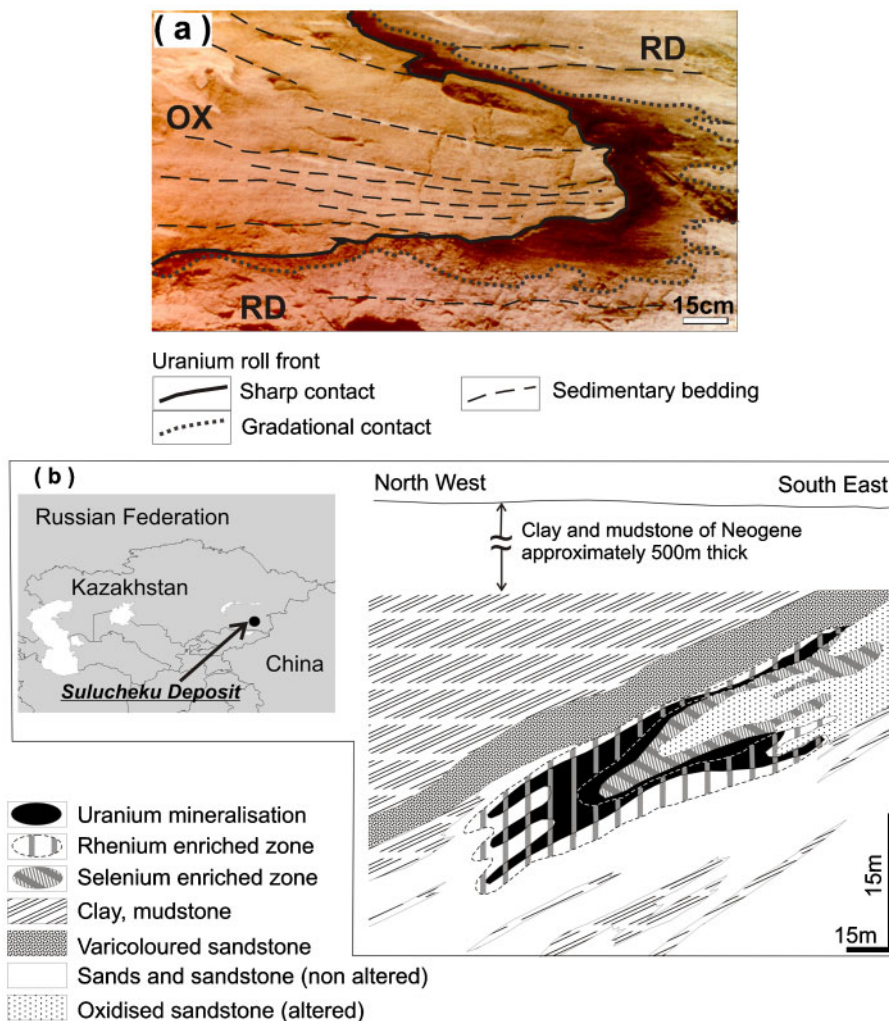 ( a )
RD
OX
RD
15cm
Uranium roll front
Sharp contact
Sedimentary bedding
Gradational contact
( b )
North West
South East
Russian Federation
Clay and mudstone of Neogene
approximately 500m thick
Kazakhstan
China
Sulucheku Deposit
Uranium mineralisation
Rhenium enriched zone
Selenium enriched zone
Clay, mudstone
Varicoloured sandstone
Sands and sandstone (non altered)
Oxidised sandstone (altered)
15m
15m